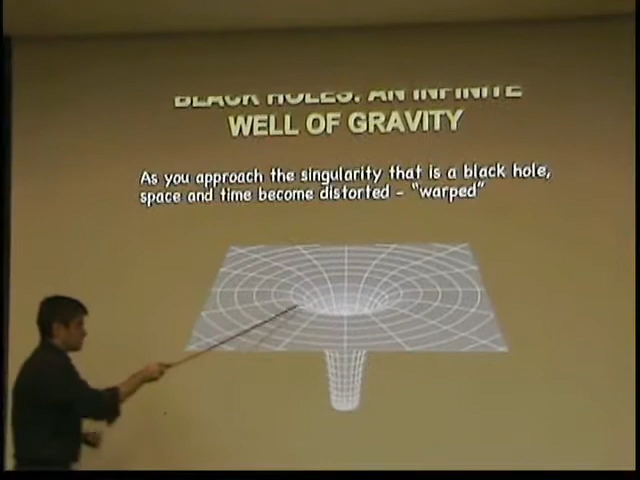 BLACK HOLES: AN INFINITE
WELL OF GRAVITY
As you approach the singularity that is a black hole,
space and time become distorted - "warped"